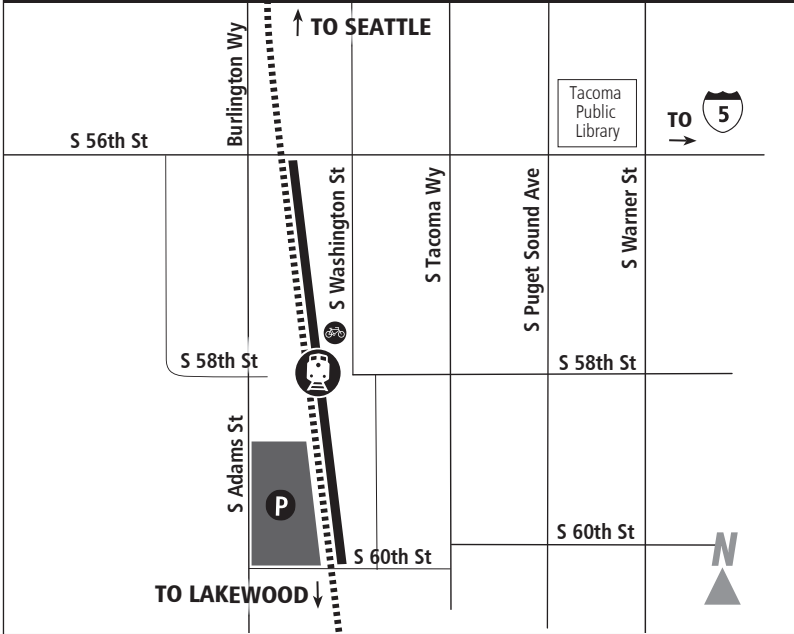 TO SEATTLE
Burlington Wy
Tacoma
Public
Library
TO
5
S 56th St
S Washington St
S Tacoma Wy
S Puget Sound Ave
S Warner St
S 58th St
S 58th St
S Adams St
P
S 60th St
S 60th St
N
TO LAKEWOOD